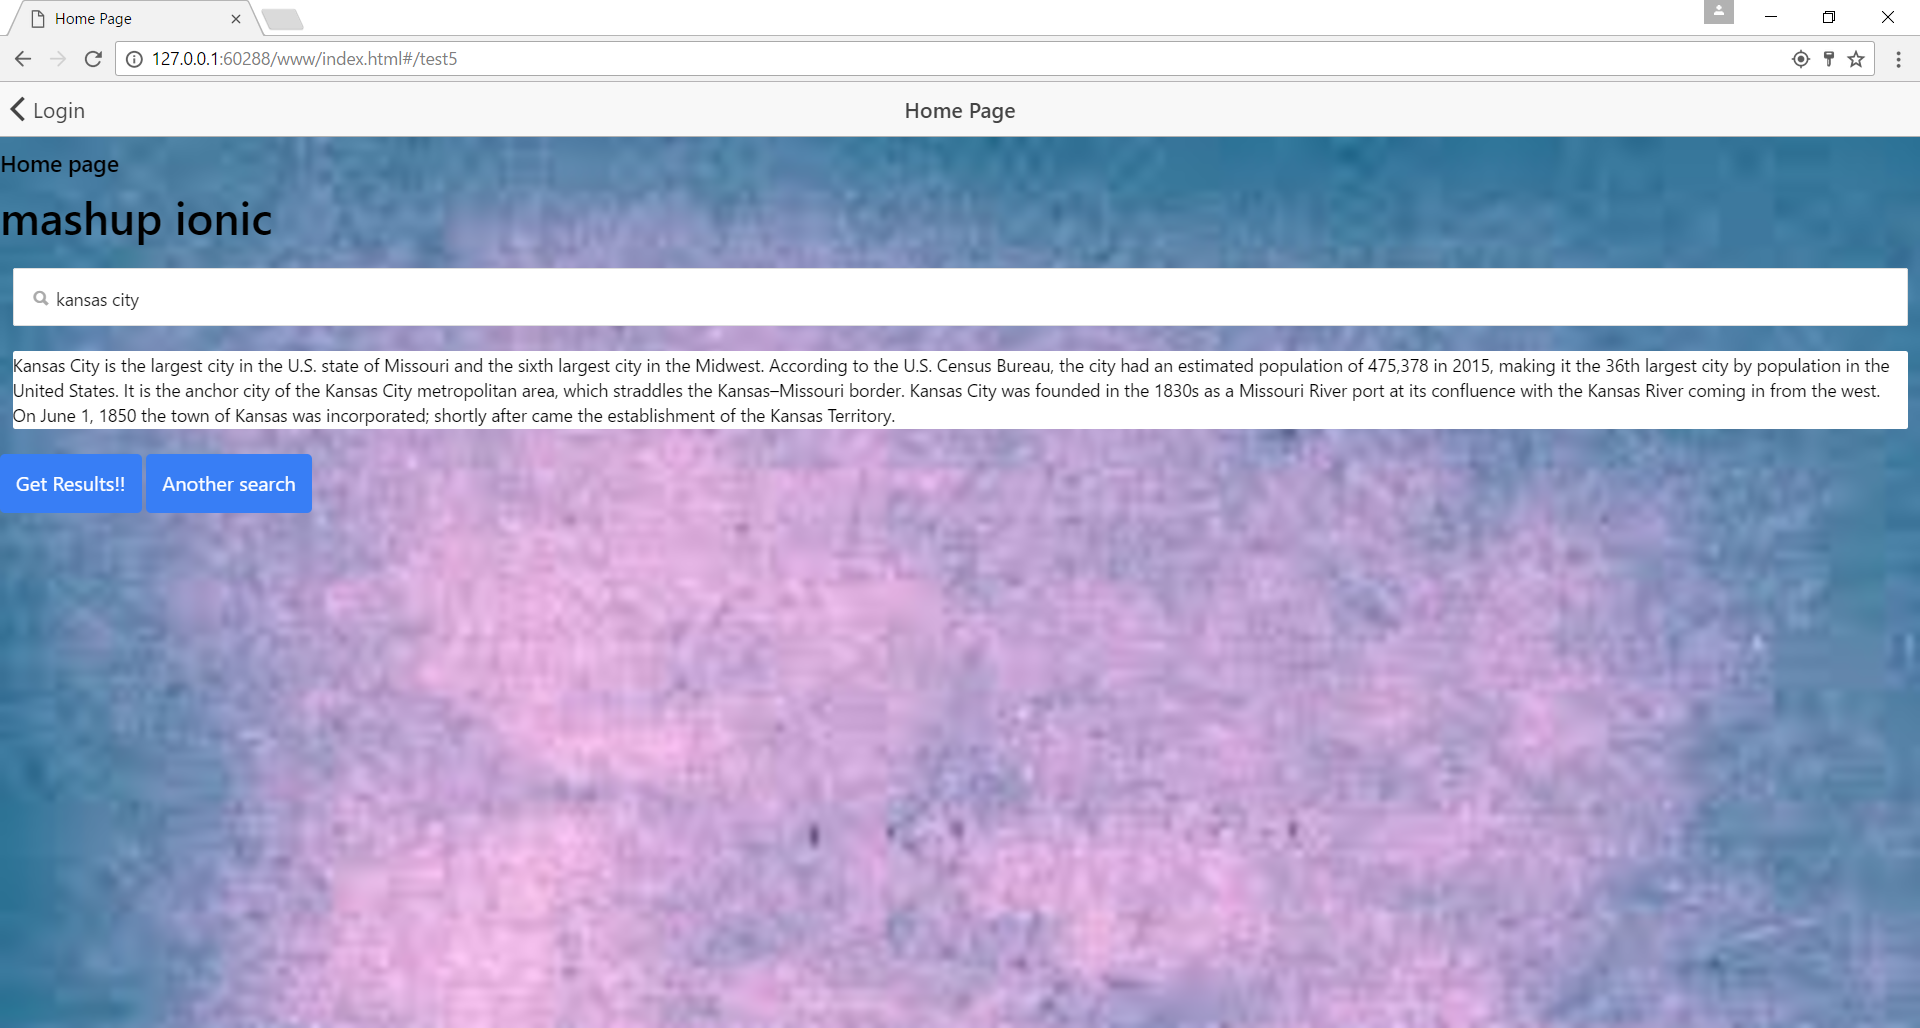 Home Page
127.0.0.1:60288/www/index.html#/test5
Login
Home Page
Home page
mashup ionic
kansas city
Kansas City is the largest city in the U.S. state of Missouri and the sixth largest city in the Midwest. According to the U.S. Census Bureau, the city had an estimated population of 475,378 in 2015, making it the 36th largest city by population in the
United States. It is the anchor city of the Kansas City metropolitan area, which straddles the Kansas–Missouri border. Kansas City was founded in the 1830s as a Missouri River port at its confluence with the Kansas River coming in from the west.
On June 1, 1850 the town of Kansas was incorporated; shortly after came the establishment of the Kansas Territory.
Get Results!! Another search